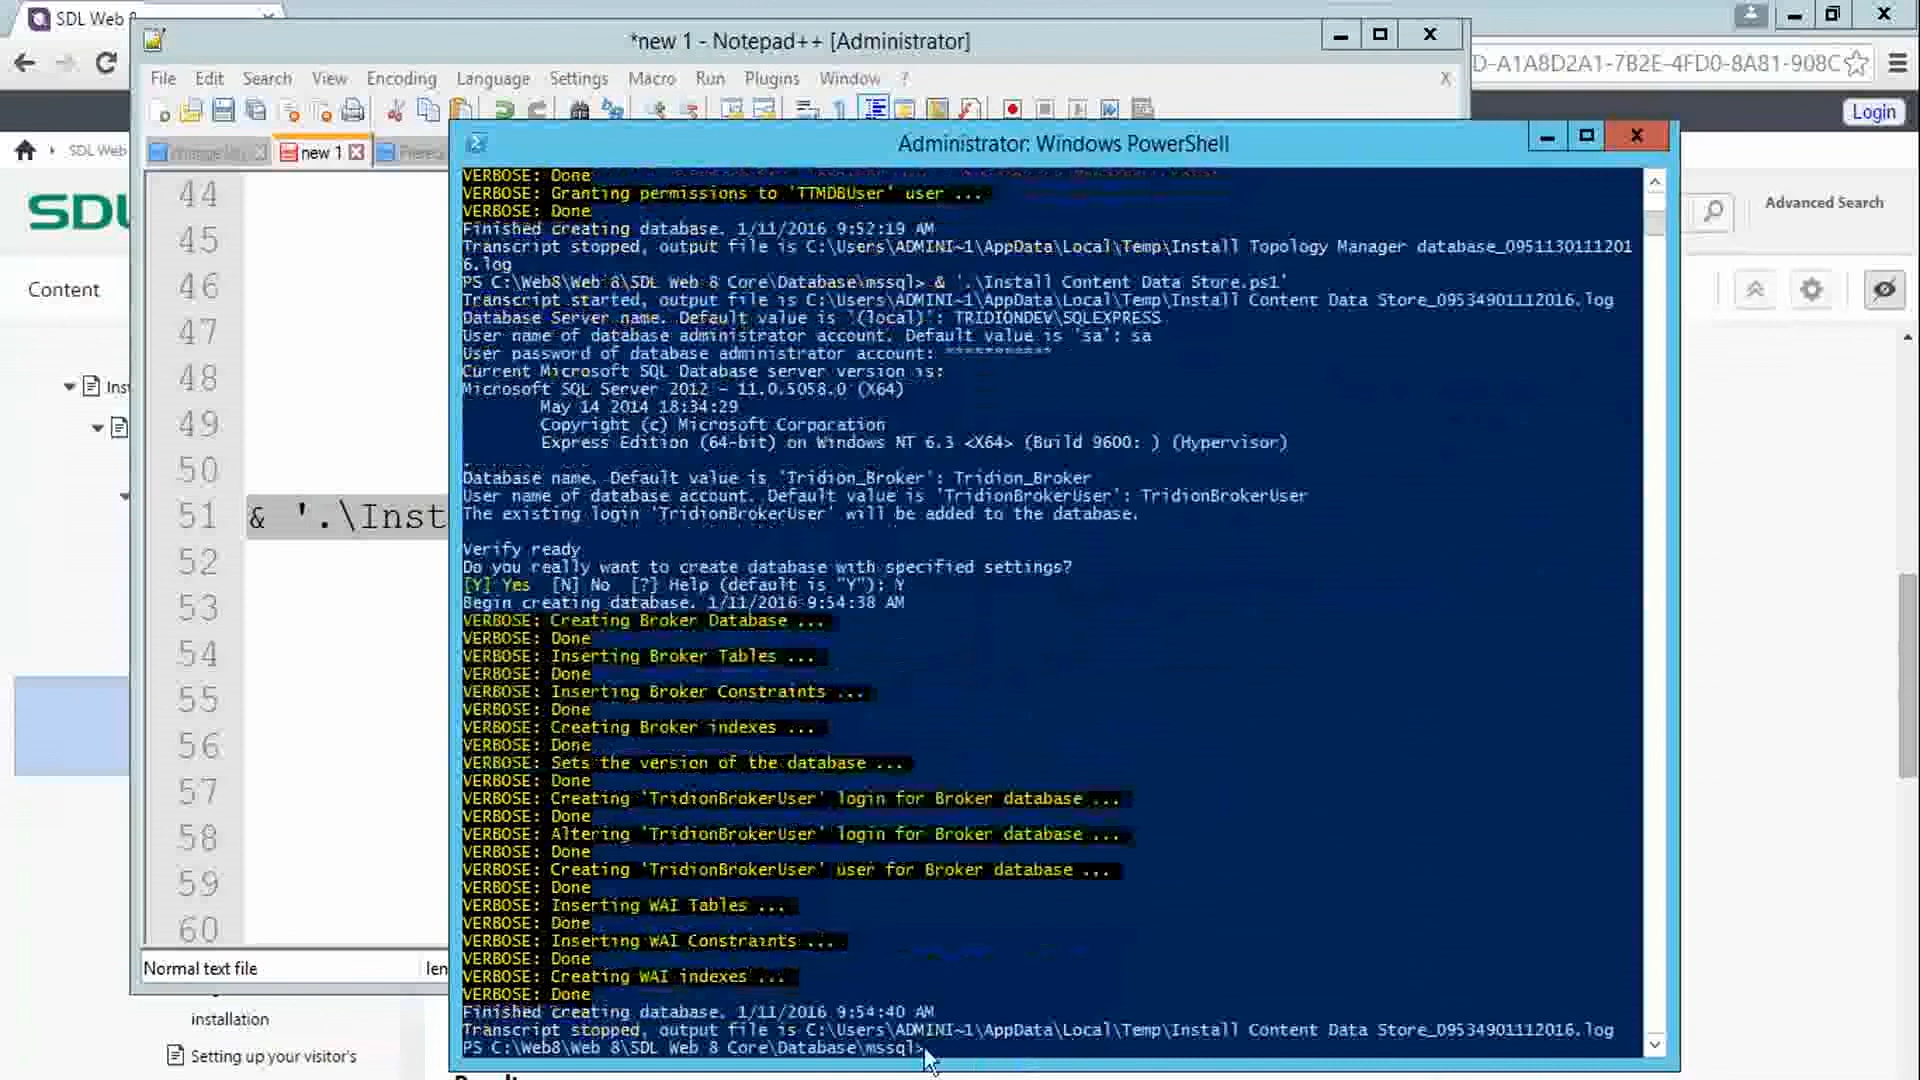 SDL Web 8
*new 1 - Notepad++ [Administrator]
D-A1A8D2A1-7B2E-4FD0-8A81-908C
File Edit Search View Encoding Language Settings Macro Run Plugins Window ?
X
Login
SDL Web
new 1
Administrator: Windows PowerShell
SDL
Advanced Search
Content
Inst
44
45
46
47
48
49
50
51 & '.\Inst
52
53
54
55
56
57
58
59
60
VERBOSE: Done
VERBOSE: Granting permissions to 'TTMDBUser' user ...
VERBOSE: Done
Finished creating database. 1/11/2016 9:52:19 AM
Transcript stopped, output file is C:\Users\ADMINI~1\AppData\Local\Temp\Install Topology Manager database_0951130111201
6.log
PS C:\Web8\Web 8\SDL Web 8 Core\Database\mssql> & '.\Install Content Data Store.ps1'
Transcript started, output file is C:\Users\ADMINI~1\AppData\Local\Temp\Install Content Data Store_09534901112016.log
Database Server name. Default value is '(local)': TRIDIONDEV\SQLEXPRESS
User name of database administrator account. Default value is 'sa': sa
User password of database administrator account: ***********
Current Microsoft SQL Database server version is:
Microsoft SQL Server 2012 - 11.0.5058.0 (X64)
May 14 2014 18:34:29
Copyright (c) Microsoft Corporation
Express Edition (64-bit) on Windows NT 6.3 <X64> (Build 9600: ) (Hypervisor)
Database name. Default value is 'Tridion_Broker': Tridion_Broker
User name of database account. Default value is 'TridionBrokerUser': TridionBrokerUser
The existing login 'TridionBrokerUser' will be added to the database.
Verify ready
Do you really want to create database with specified settings?
[Y] Yes [N] No [?] Help (default is "Y"): Y
Begin creating database. 1/11/2016 9:54:38 AM
VERBOSE: Creating Broker Database ...
VERBOSE: Done
VERBOSE: Inserting Broker Tables ...
VERBOSE: Done
VERBOSE: Inserting Broker Constraints ...
VERBOSE: Done
VERBOSE: Creating Broker indexes ...
VERBOSE: Done
VERBOSE: Sets the version of the database ...
VERBOSE: Done
VERBOSE: Creating 'TridionBrokerUser' login for Broker database ...
VERBOSE: Done
VERBOSE: Altering 'TridionBrokerUser' login for Broker database ...
VERBOSE: Done
VERBOSE: Creating 'TridionBrokerUser' user for Broker database ...
VERBOSE: Done
VERBOSE: Inserting WAI Tables ...
VERBOSE: Done
VERBOSE: Inserting WAI Constraints ...
VERBOSE: Done
VERBOSE: Creating WAI indexes ...
VERBOSE: Done
Finished creating database. 1/11/2016 9:54:40 AM
Transcript stopped, output file is C:\Users\ADMINI~1\AppData\Local\Temp\Install Content Data Store_09534901112016.log
PS C:\Web8\Web 8\SDL Web 8 Core\Database\mssql>
Normal text file
len
installation
Setting up your visitor's